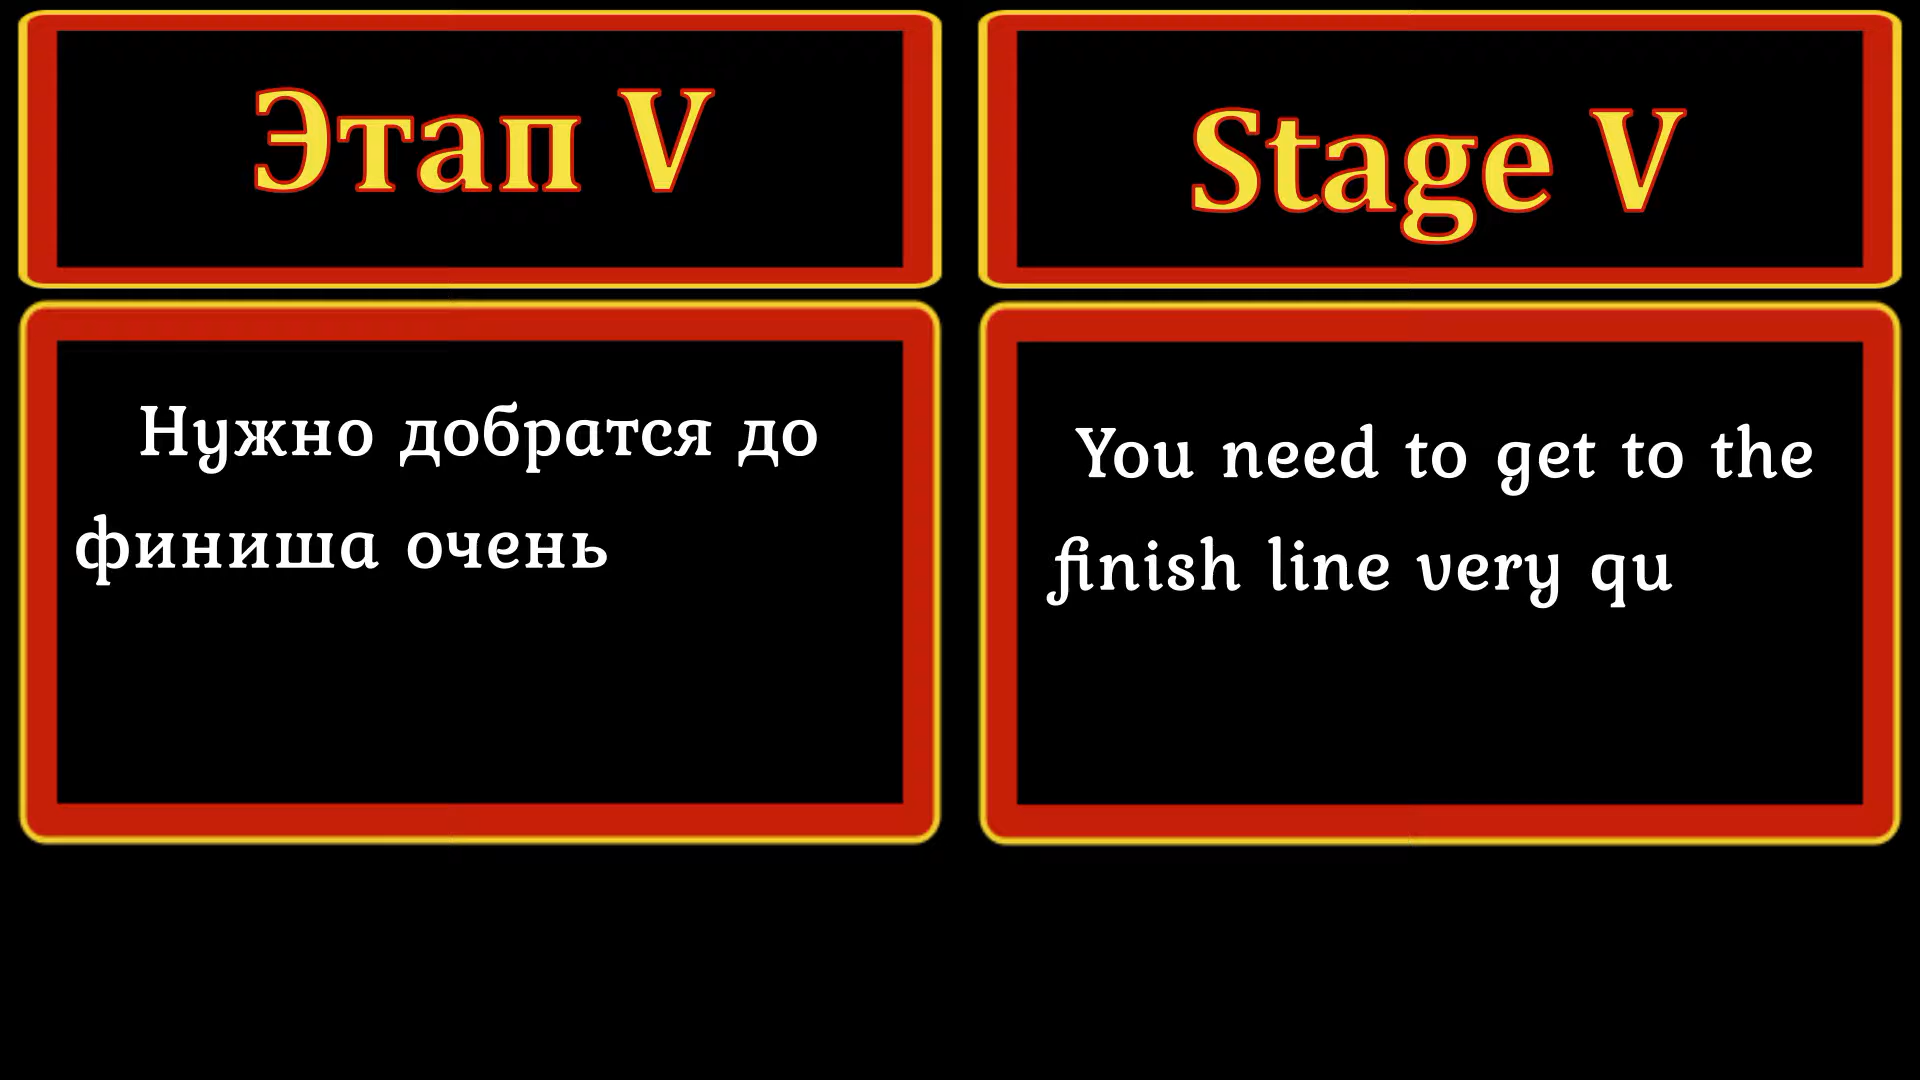 Этап V
Нужно добратся до
финиша очень
Stage V
You need to get to the
finish line very qu